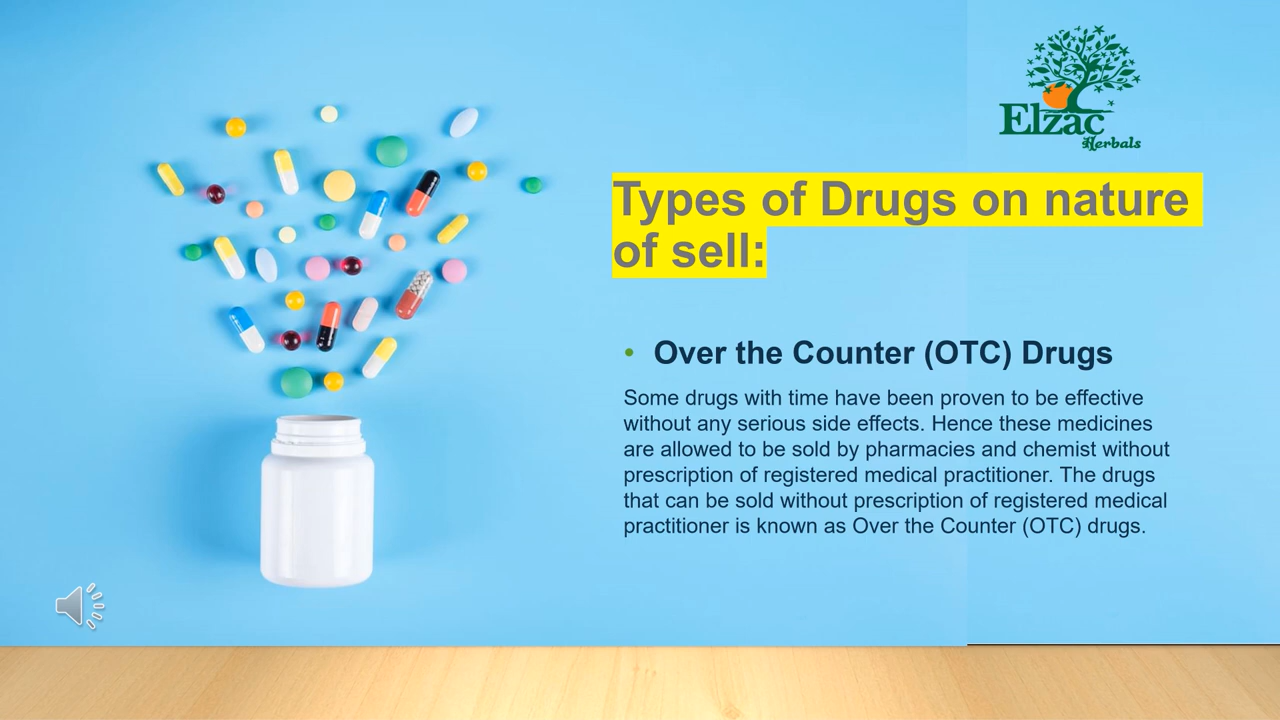 Elzac
Herbals
Types of Drugs on nature
of sell:
• Over the Counter (OTC) Drugs
Some drugs with time have been proven to be effective
without any serious side effects. Hence these medicines
are allowed to be sold by pharmacies and chemist without
prescription of registered medical practitioner. The drugs
that can be sold without prescription of registered medical
practitioner is known as Over the Counter (OTC) drugs.